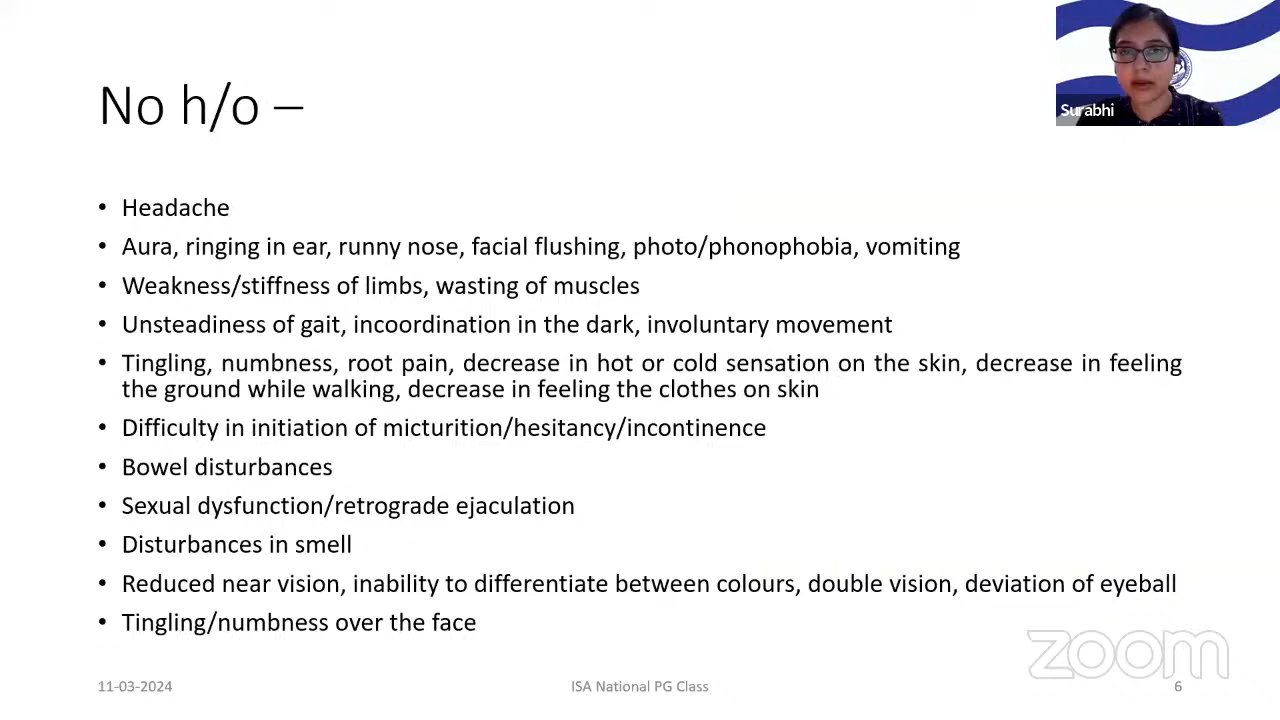 Surabhi
No h/o –
• Headache
• Aura, ringing in ear, runny nose, facial flushing, photo/phonophobia, vomiting
• Weakness/stiffness of limbs, wasting of muscles
• Unsteadiness of gait, incoordination in the dark, involuntary movement
• Tingling, numbness, root pain, decrease in hot or cold sensation on the skin, decrease in feeling
the ground while walking, decrease in feeling the clothes on skin
• Difficulty in initiation of micturition/hesitancy/incontinence
• Bowel disturbances
• Sexual dysfunction/retrograde ejaculation
• Disturbances in smell
• Reduced near vision, inability to differentiate between colours, double vision, deviation of eyeball
• Tingling/numbness over the face
zoom
11-03-2024 ISA National PG Class 6